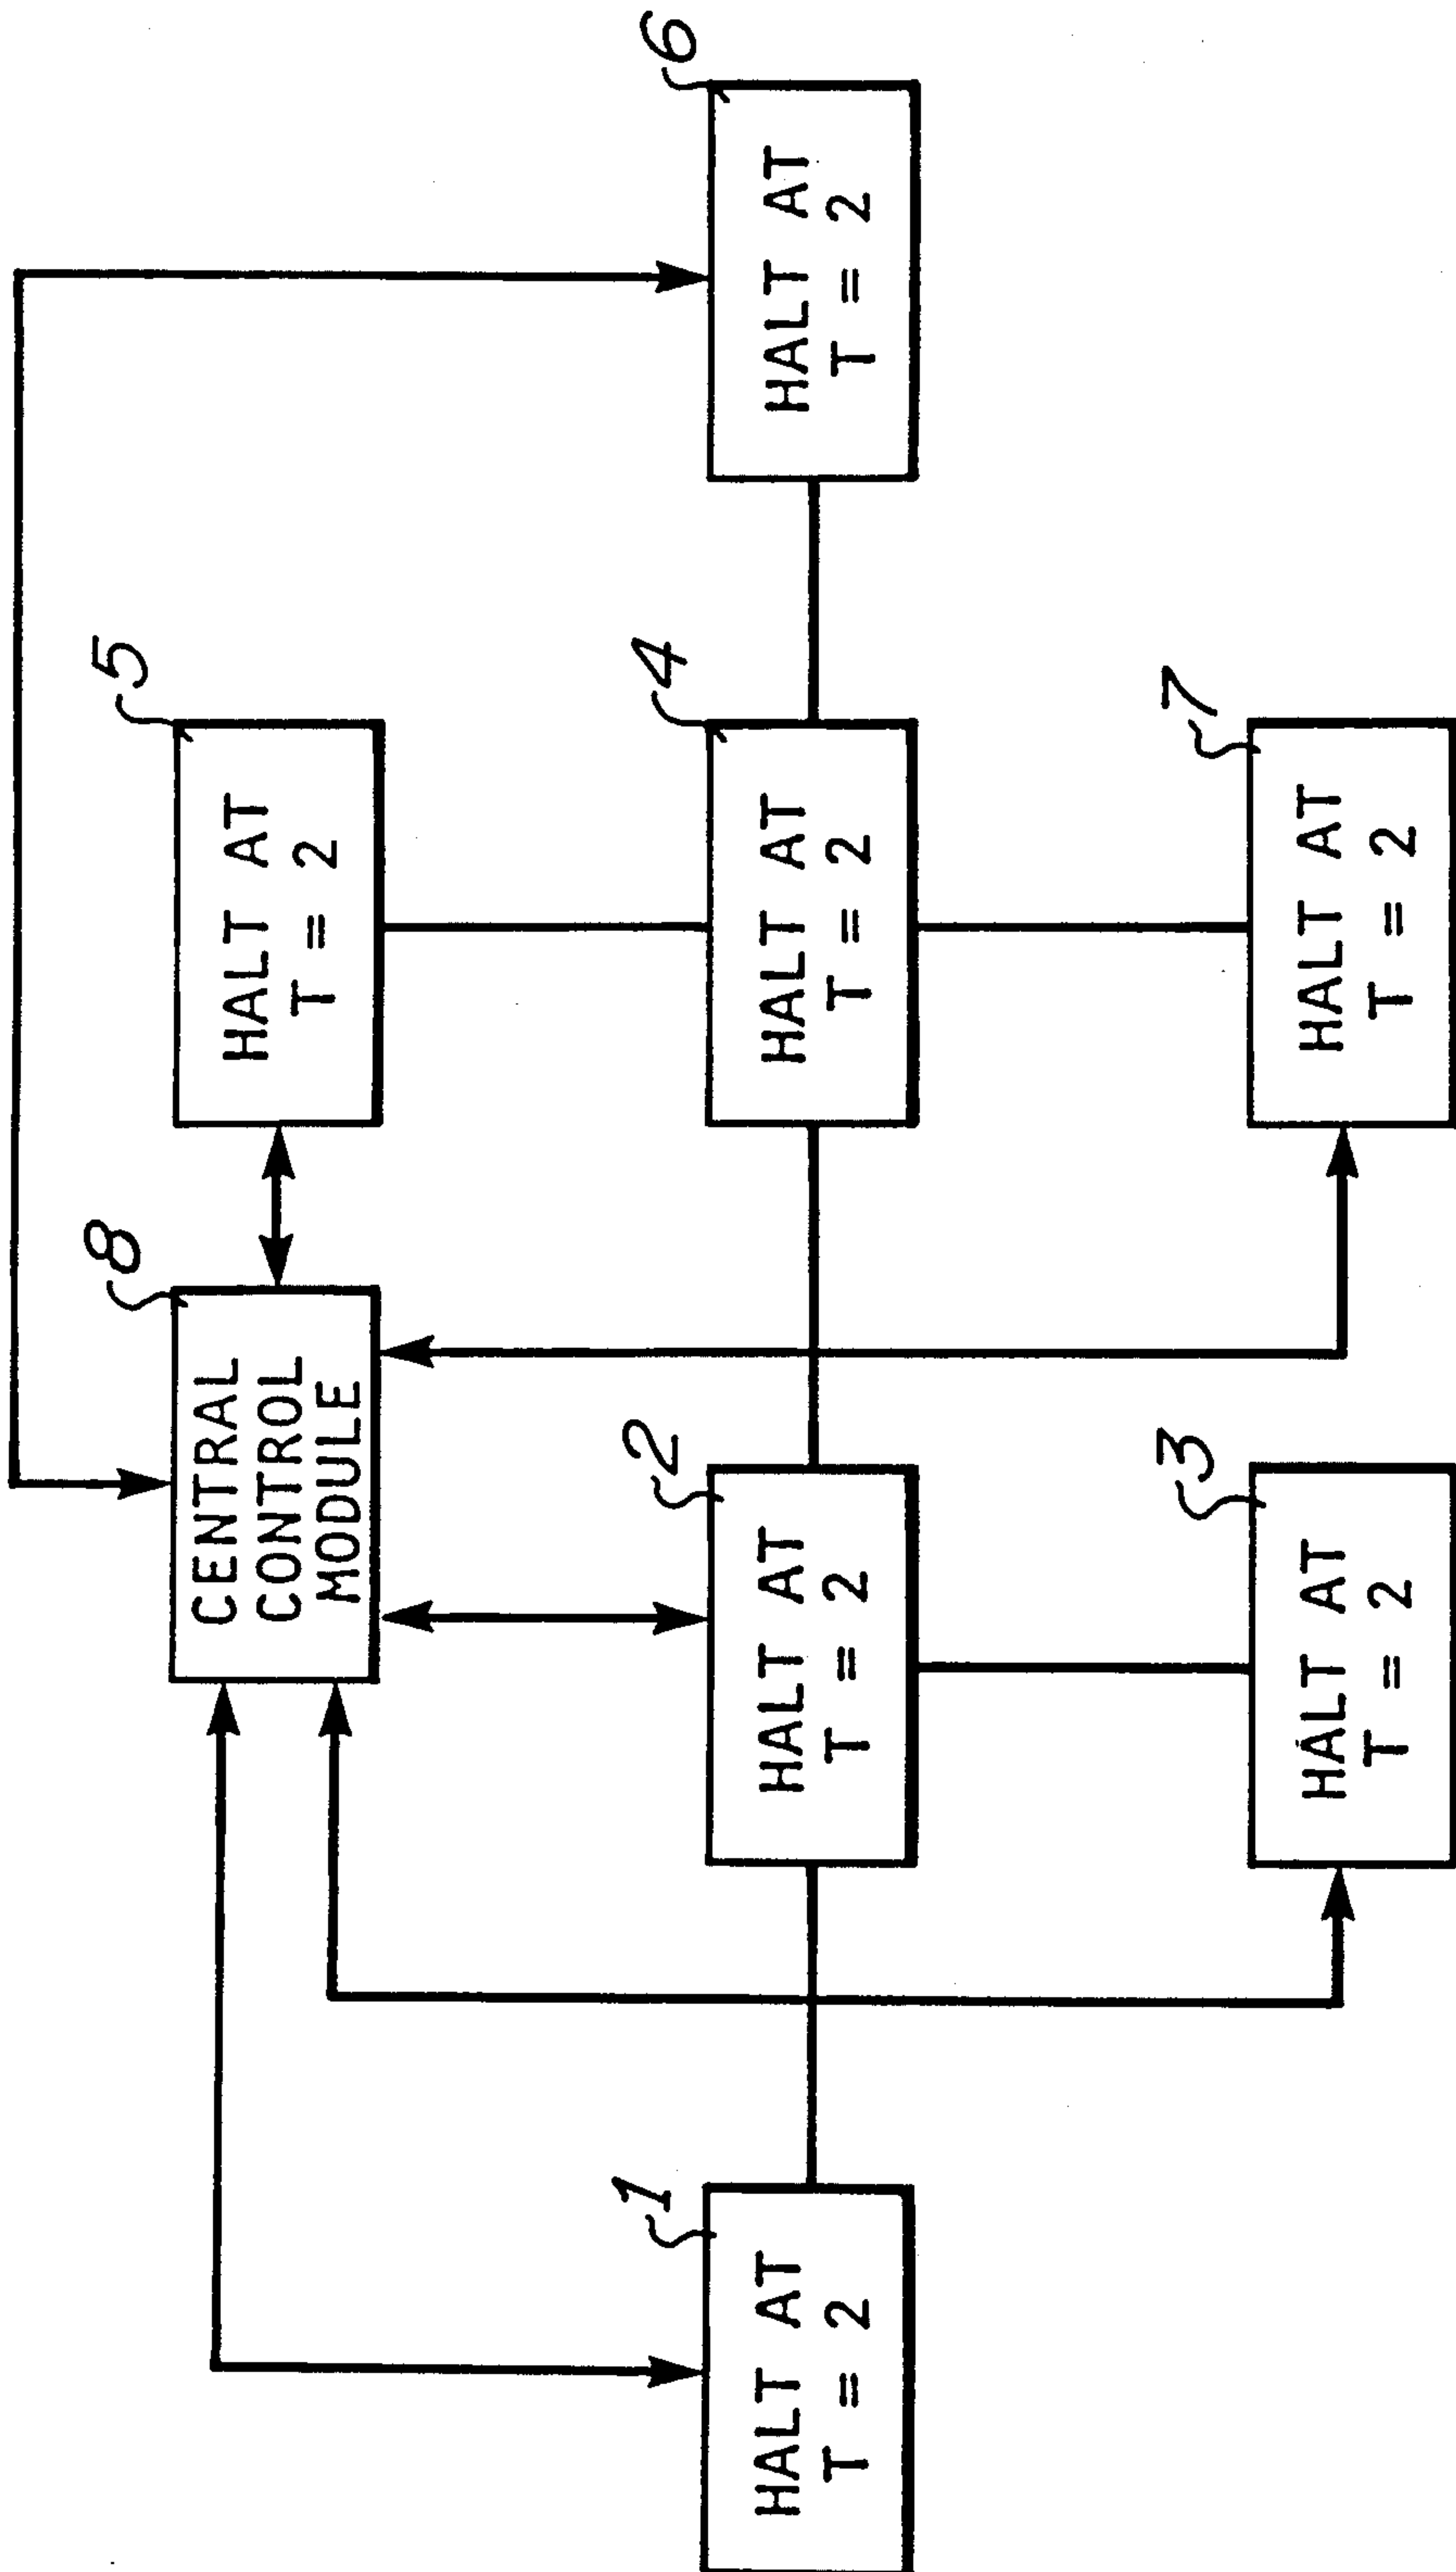 8
CENTRAL
CONTROL
MODULE
5
HALT AT
T = 2
1
HALT AT
T = 2
2
HALT AT
T = 2
4
HALT AT
T = 2
6
HALT AT
T = 2
3
HALT AT
T = 2
7
HALT AT
T = 2